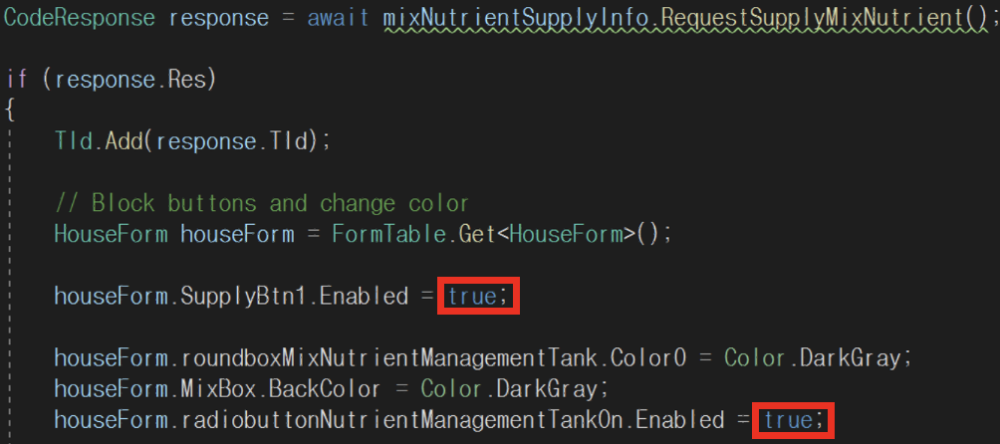 CodeResponse response = await mixNutrientSupplyInfo.RequestSupplyMixNutrient();
if (response.Res)
{
TId.Add(response.TId);
// Block buttons and change color
HouseForm houseForm = FormTable.Get<HouseForm>();
houseForm.SupplyBtn1.Enabled = true;
houseForm.roundboxMixNutrientManagementTank.Color0 = Color.DarkGray;
houseForm.MixBox.BackColor = Color.DarkGray;
houseForm.radiobuttonNutrientManagementTankOn.Enabled = true;